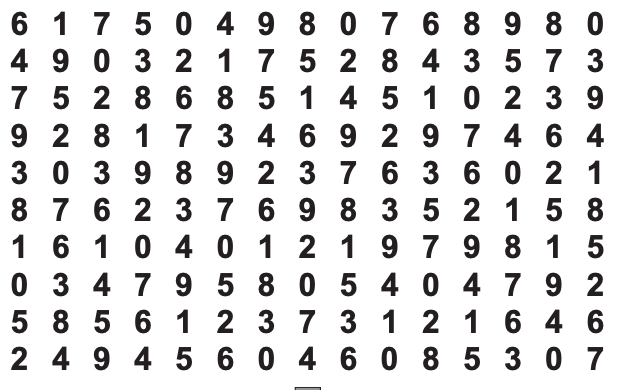 6 1 7 5 0 4 9 8 0 7 6 8 9 8 0
4 9 0 3 2 1 7 5 2 8 4 3 5 7 3
7 5 2 8 6 8 5 1 4 5 1 0 2 3 9
9 2 8 1 7 3 4 6 9 2 9 7 4 6 4
3 0 3 9 8 9 2 3 7 6 3 6 0 2 1
8 7 6 2 3 7 6 9 8 3 5 2 1 5 8
1 6 1 0 4 0 1 2 1 9 7 9 8 1 5
0 3 4 7 9 5 8 0 5 4 0 4 7 9 2
5 8 5 6 1 2 3 7 3 1 2 1 6 4 6
2 4 9 4 5 6 0 4 6 0 8 5 3 0 7